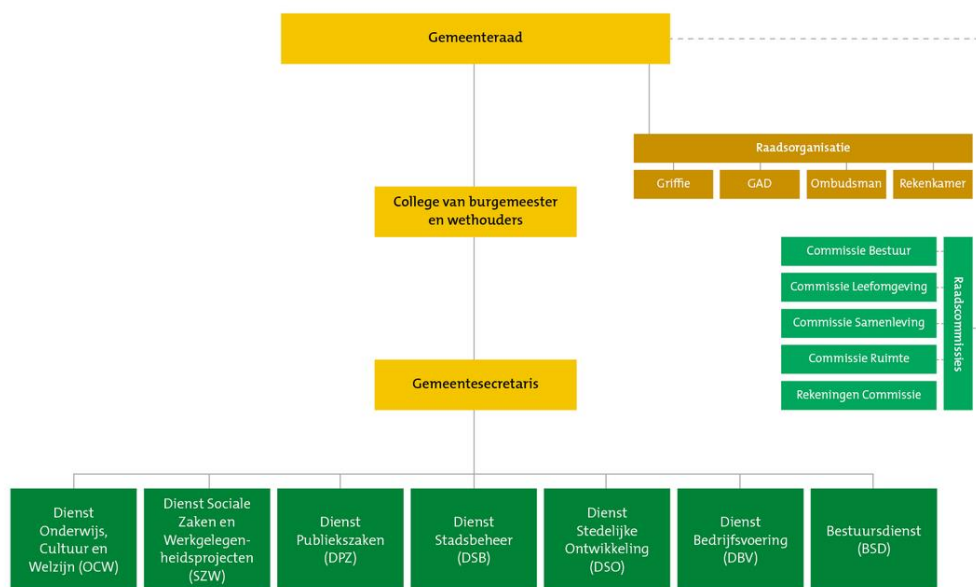 Gemeenteraad
Raadsorganisatie
Griffie
GAD
Ombudsman
Rekenkamer
College van burgemeester
en wethouders
Commissie Bestuur
Commissie Leefomgeving
Commissie Samenleving
Commissie Ruimte
Rekeningen Commissie
Raadscommissies
Gemeentesecretaris
Dienst
Onderwijs,
Cultuur en
Welzijn (OCW)
Dienst Sociale
Zaken en
Werkgelegen-
heidsprojecten
(SZW)
Dienst
Publiekszaken
(DPZ)
Dienst
Stadsbeheer
(DSB)
Dienst
Stedelijke
Ontwikkeling
(DSO)
Dienst
Bedrijfsvoering
(DBV)
Bestuursdienst
(BSD)